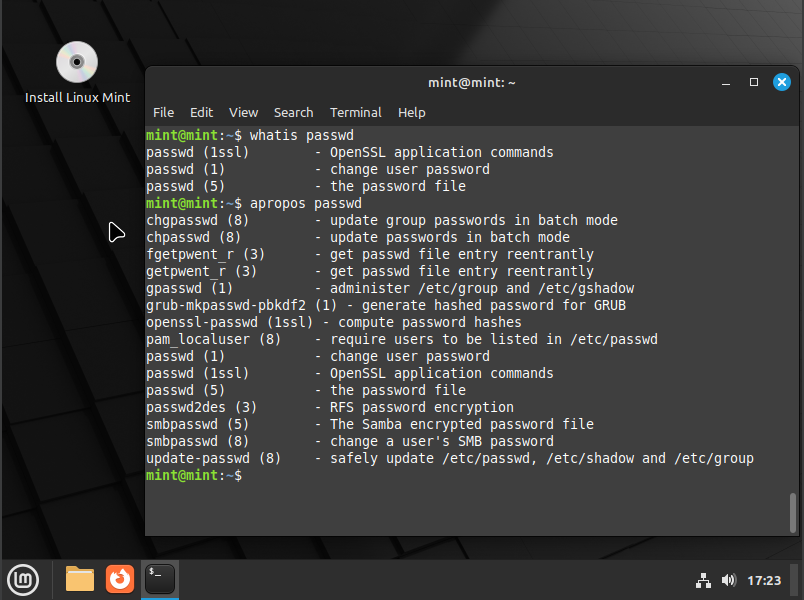 Install Linux Mint
mint@mint: ~
File Edit View Search Terminal Help
mint@mint:~$ whatis passwd
passwd (1ssl)        - OpenSSL application commands
passwd (1)           - change user password
passwd (5)           - the password file
mint@mint:~$ apropos passwd
chgpasswd (8)        - update group passwords in batch mode
chpasswd (8)         - update passwords in batch mode
fgetpwent_r (3)      - get passwd file entry reentrantly
getpwent_r (3)       - get passwd file entry reentrantly
gpasswd (1)          - administer /etc/group and /etc/gshadow
grub-mkpasswd-pbkdf2 (1) - generate hashed password for GRUB
openssl-passwd (1ssl) - compute password hashes
pam_localuser (8)    - require users to be listed in /etc/passwd
passwd (1)           - change user password
passwd (1ssl)        - OpenSSL application commands
passwd (5)           - the password file
passwd2des (3)       - RFS password encryption
smbpasswd (5)        - The Samba encrypted password file
smbpasswd (8)        - change a user's SMB password
update-passwd (8)    - safely update /etc/passwd, /etc/shadow and /etc/group
mint@mint:~$
$_
17:23